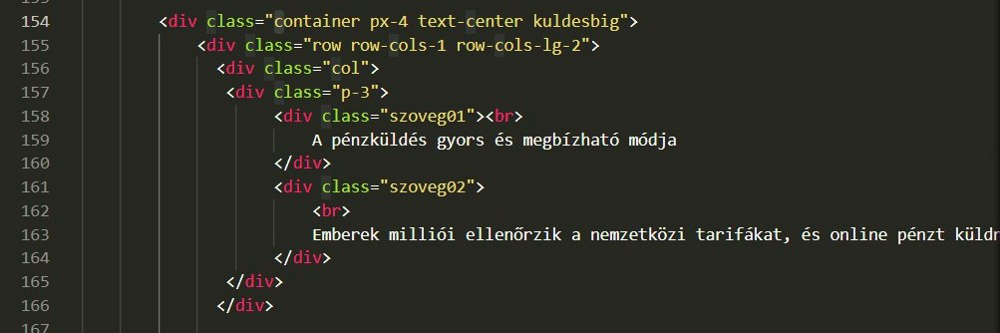 154 <div class="container px-4 text-center kuldesbig">
155 <div class="row row-cols-1 row-cols-lg-2">
156 <div class="col">
157 <div class="p-3">
158 <div class="szoveg01"><br>
159 A pénzküldés gyors és megbízható módja
160 </div>
161 <div class="szoveg02">
162 <br>
163 Emberek milliói ellenőrzik a nemzetközi tarifákat, és online pénzt
164 </div>
165 </div>
166 </div>
167